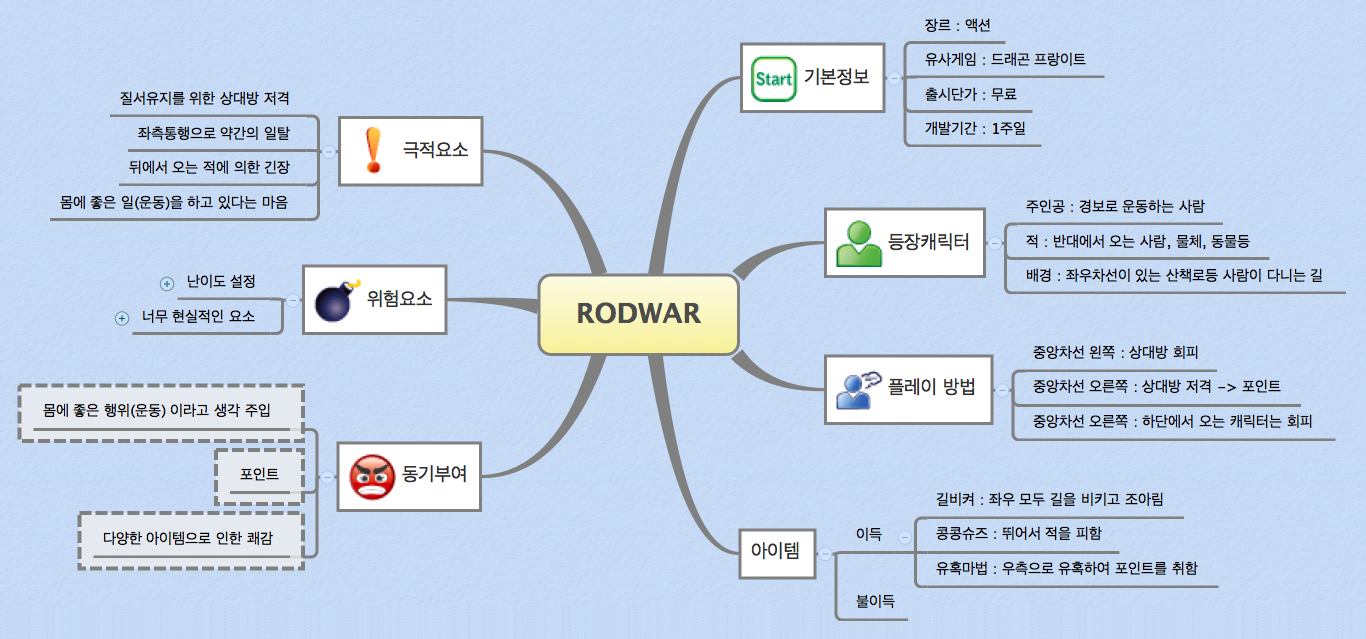 RODWAR
Start
기본정보
장르 : 액션
유사게임 : 드래곤 프랑이트
출시단가 : 무료
개발기간 : 1주일
등장캐릭터
주인공 : 경보로 운동하는 사람
적 : 반대에서 오는 사람, 물체, 동물등
배경 : 좌우차선이 있는 산책로등 사람이 다니는 길
플레이 방법
중앙차선 왼쪽 : 상대방 회피
중앙차선 오른쪽 : 상대방 저격 -> 포인트
중앙차선 오른쪽 : 하단에서 오는 캐릭터는 회피
아이템
이득
길비켜 : 좌우 모두 길을 비키고 조아림
콩콩슈즈 : 뛰어서 적을 피함
유혹마법 : 우측으로 유혹하여 포인트를 취함
불이득
극적요소
질서유지를 위한 상대방 저격
좌측통행으로 약간의 일탈
뒤에서 오는 적에 의한 긴장
몸에 좋은 일(운동)을 하고 있다는 마음
위험요소
난이도 설정
너무 현실적인 요소
동기부여
몸에 좋은 행위(운동) 이라고 생각 주입
포인트
다양한 아이템으로 인한 쾌감